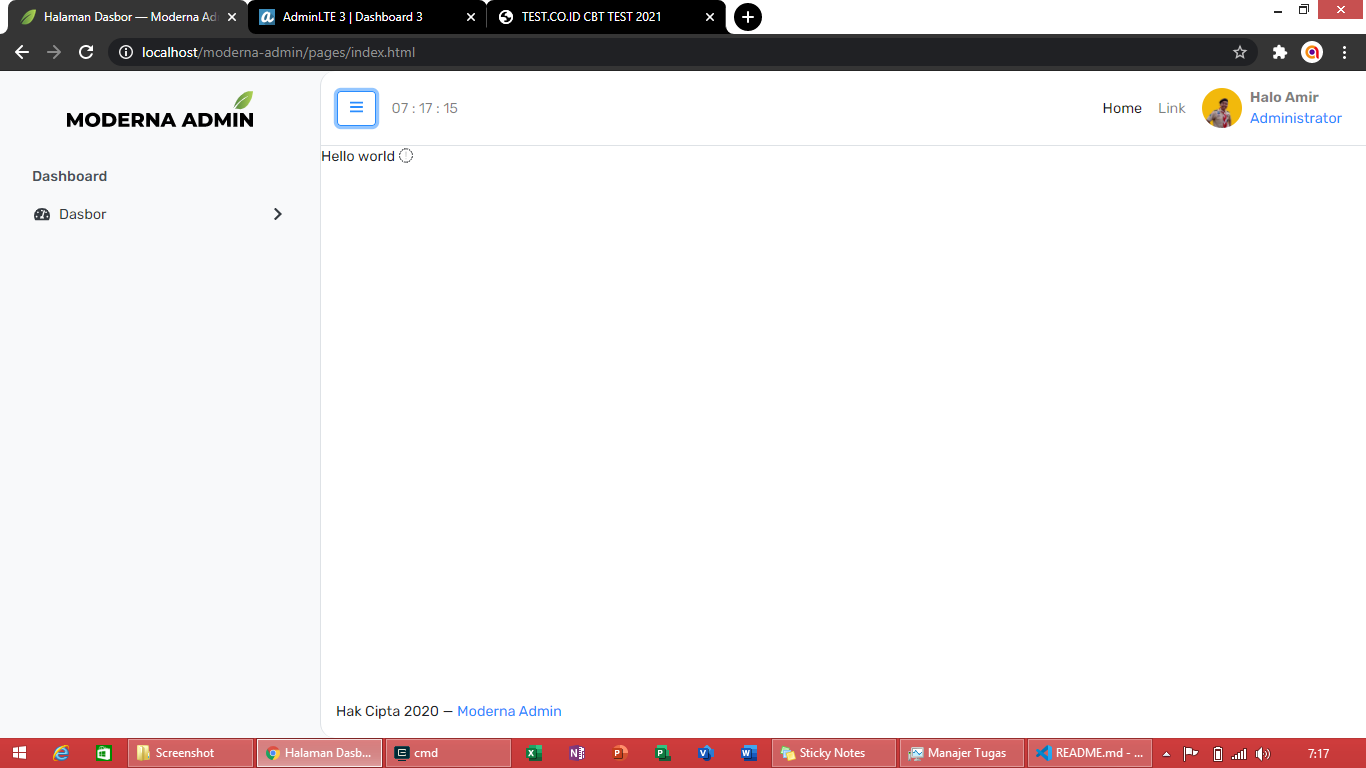 Halaman Dasbor — Moderna Ad
AdminLTE 3 | Dashboard 3
TEST.CO.ID CBT TEST 2021
localhost/moderna-admin/pages/index.html
MODERNA ADMIN
07 : 17 : 15
Home
Link
Halo Amir
Administrator
Hello world
Dashboard
Dasbor
Hak Cipta 2020 — Moderna Admin
Screenshot
Halaman Dasb...
cmd
Sticky Notes
Manajer Tugas
README.md - ...
7:17